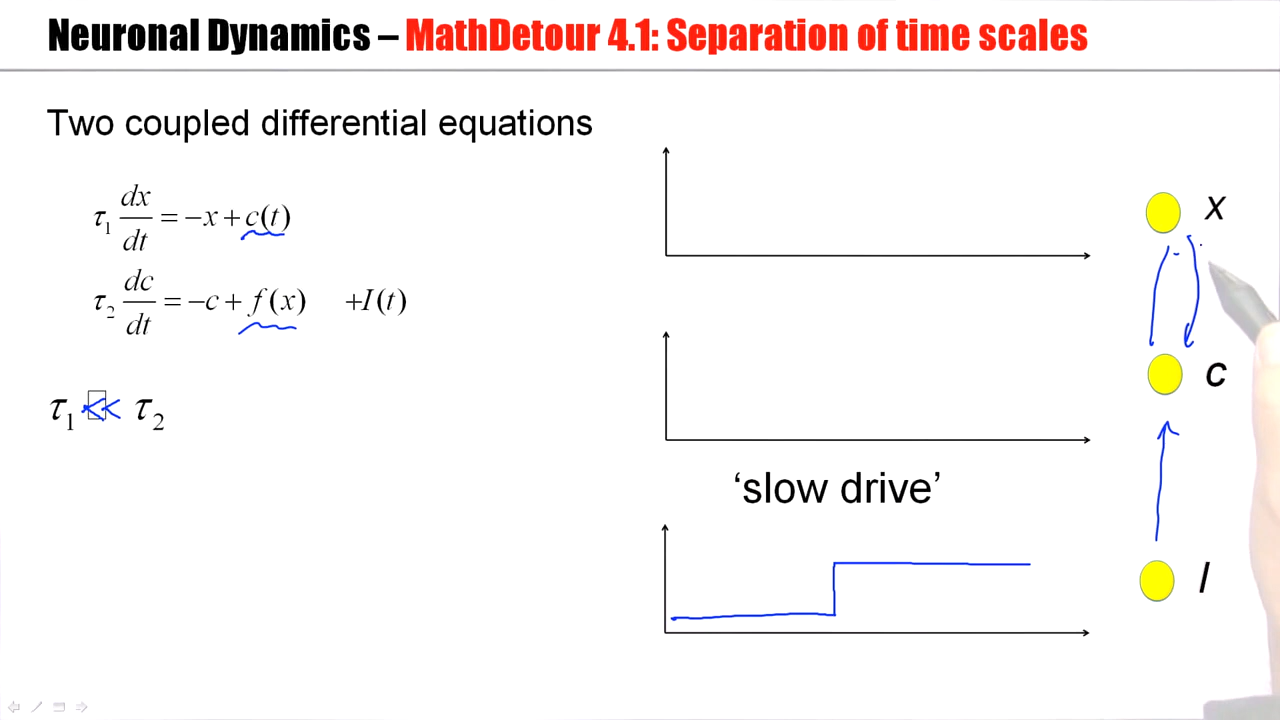 Neuronal Dynamics – MathDetour 4.1: Separation of time scales
Two coupled differential equations
τ₁ dx/dt = −x + c(t)
τ₂ dc/dt = −c + f(x) +I(t)
τ₁ << τ₂
x
c
‘slow drive’
I